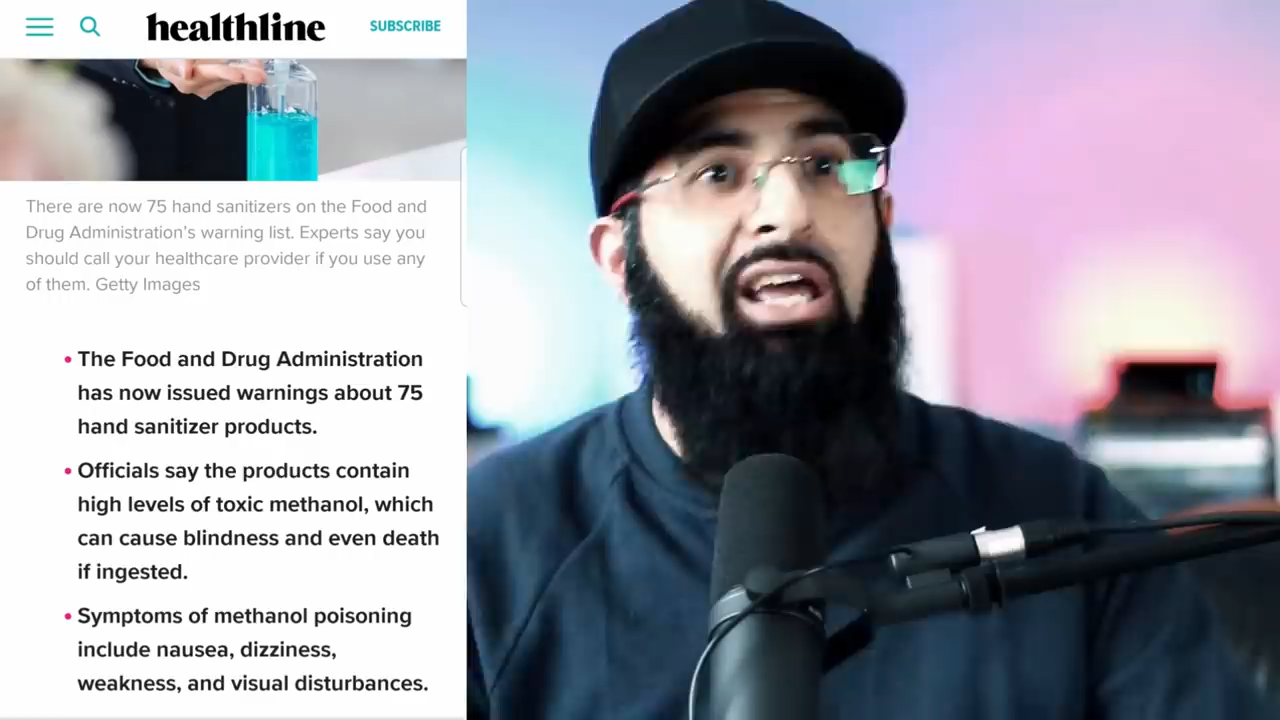 healthline
SUBSCRIBE
There are now 75 hand sanitizers on the Food and
Drug Administration's warning list. Experts say you
should call your healthcare provider if you use any
of them. Getty Images
• The Food and Drug Administration
has now issued warnings about 75
hand sanitizer products.
• Officials say the products contain
high levels of toxic methanol, which
can cause blindness and even death
if ingested.
• Symptoms of methanol poisoning
include nausea, dizziness,
weakness, and visual disturbances.